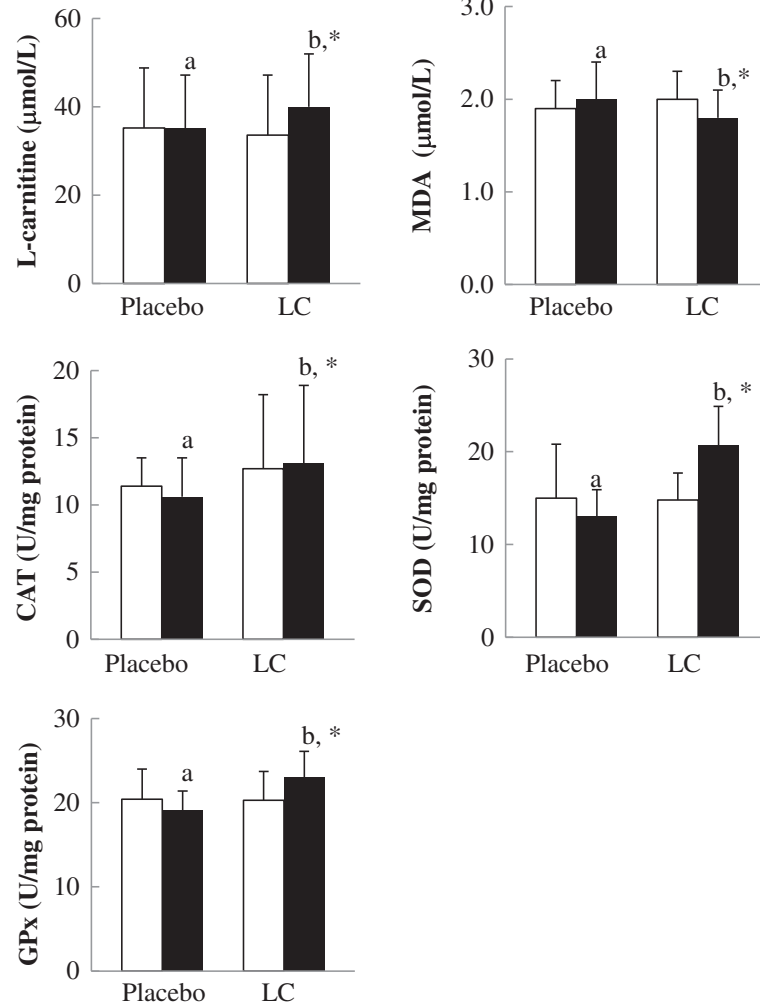 L-carnitine (μmol/L)
60
40
20
0
a
b,*
Placebo
LC
MDA (μmol/L)
3.0
2.0
1.0
0.0
a
b,*
Placebo
LC
CAT (U/mg protein)
20
15
10
5
0
a
b, *
Placebo
LC
SOD (U/mg protein)
30
20
10
0
a
b, *
Placebo
LC
GPx (U/mg protein)
30
20
10
0
a
b, *
Placebo
LC